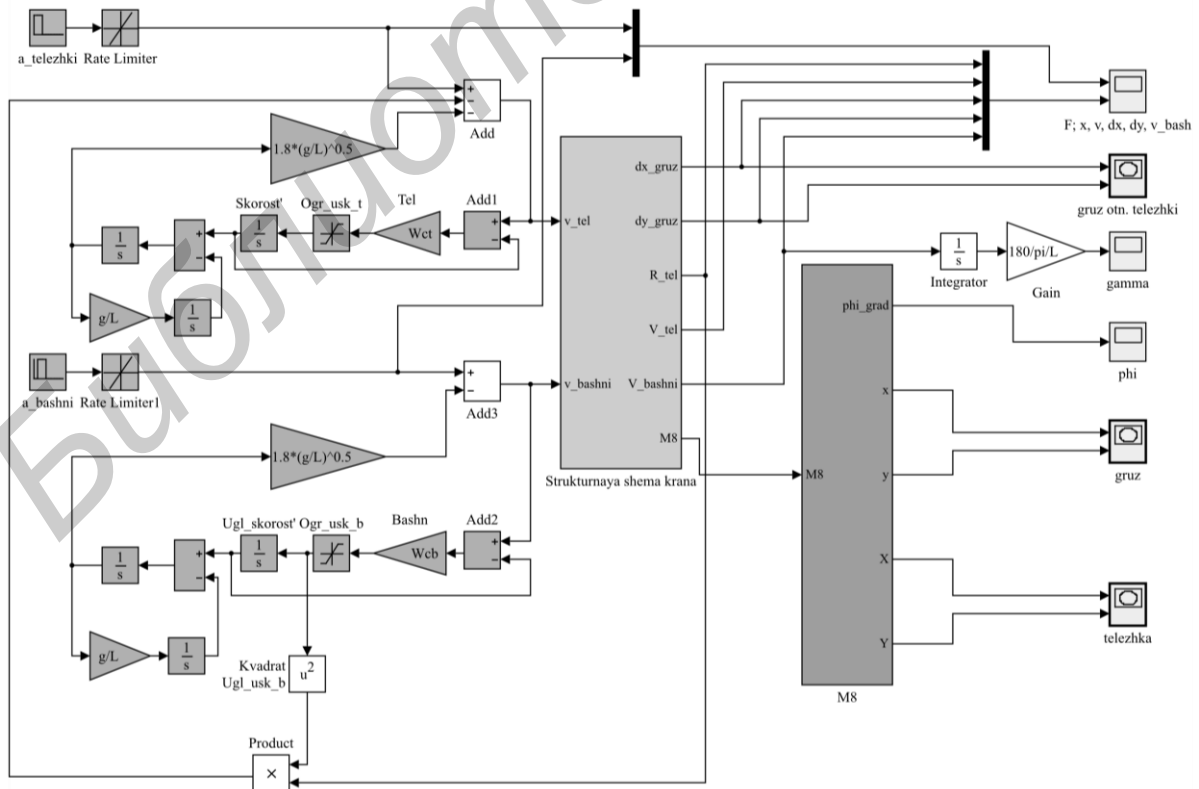 a_telezhki Rate Limiter
Add
F; x, v, dx, dy, v_bash
1.8*(g/L)^0.5
dx_gruz
gruz otn. telezhki
Skorost' Ogr_usk_t Tel Add1
1
s
1
s
Wct
v_tel dy_gruz
R_tel
1
s
Integrator
180/pi/L
Gain
gamma
g/L
1
s
phi_grad
V_tel
phi
a_bashni Rate Limiter1
Add3
v_bashni V_bashni
x
M8
1.8*(g/L)^0.5
Strukturnaya shema krana
M8 y
gruz
Ugl_skorost' Ogr_usk_b Bashn Add2
1
s
1
s
Wcb
X
telezhka
g/L
1
s
Y
Kvadrat
Ugl_usk_b
u2
M8
Product
×
Библиот